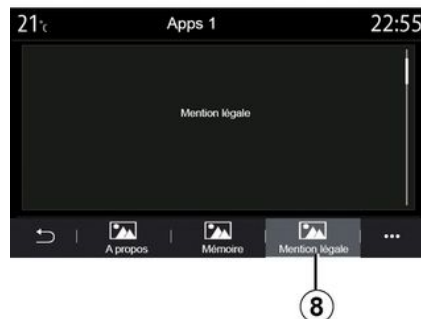 21°c Apps 1 22:55
Mention légale
A propos Mémoire Mention légale
8